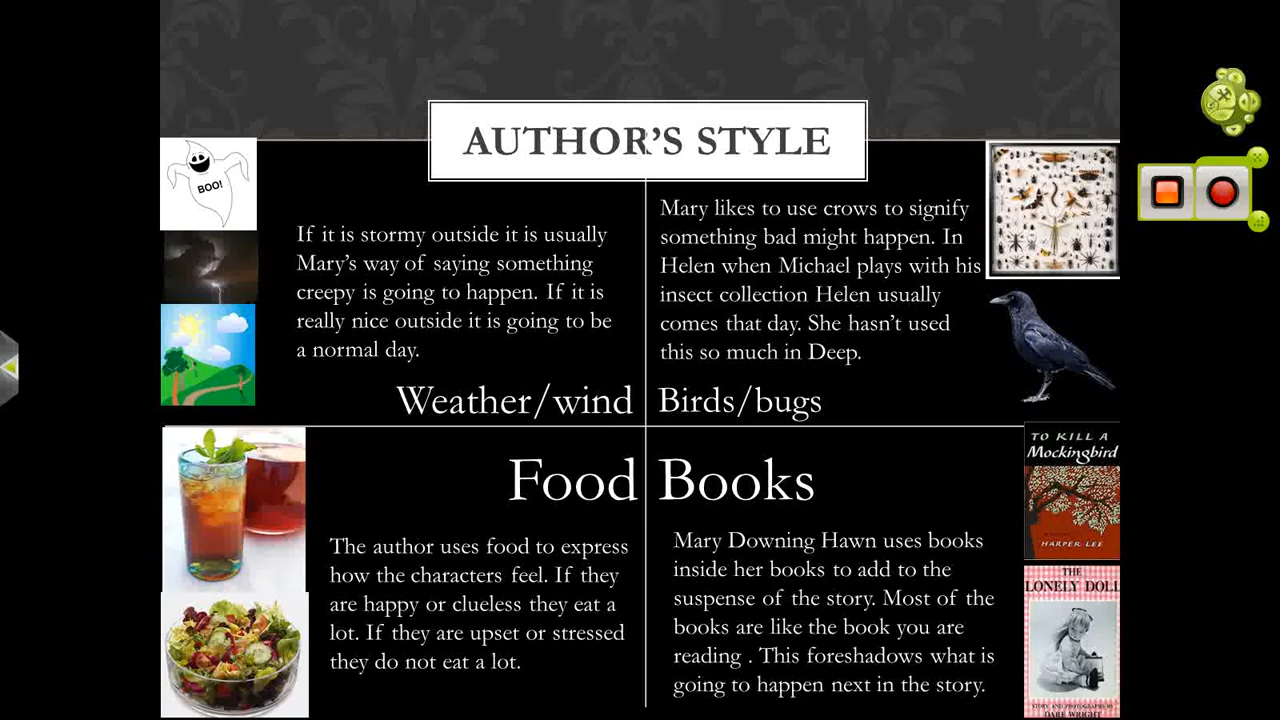 AUTHOR'S STYLE
BOO!
If it is stormy outside it is usually
Mary's way of saying something
creepy is going to happen. If it is
really nice outside it is going to be
a normal day.
Weather/wind
Mary likes to use crows to signify
something bad might happen. In
Helen when Michael plays with his
insect collection Helen usually
comes that day. She hasn't used
this so much in Deep.
Birds/bugs
Food
The author uses food to express
how the characters feel. If they
are happy or clueless they eat a
lot. If they are upset or stressed
they do not eat a lot.
Books
Mary Downing Hawn uses books
inside her books to add to the
suspense of the story. Most of the
books are like the book you are
reading . This foreshadows what is
going to happen next in the story.
TO KILL A
Mockingbird
HARPER LEE
THE
LONELY DOLL
STORY AND PHOTOGRAPHS BY
DARE WRIGHT